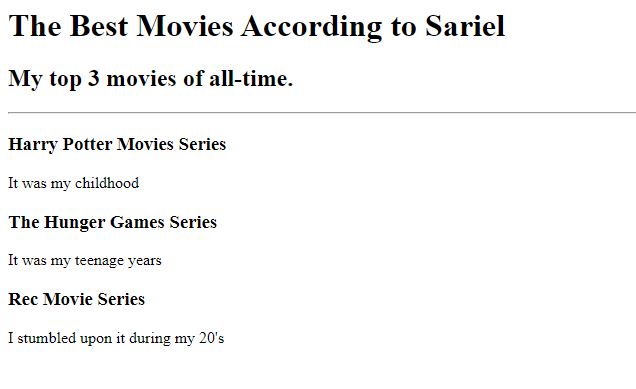 The Best Movies According to Sariel
My top 3 movies of all-time.
Harry Potter Movies Series
It was my childhood
The Hunger Games Series
It was my teenage years
Rec Movie Series
I stumbled upon it during my 20's